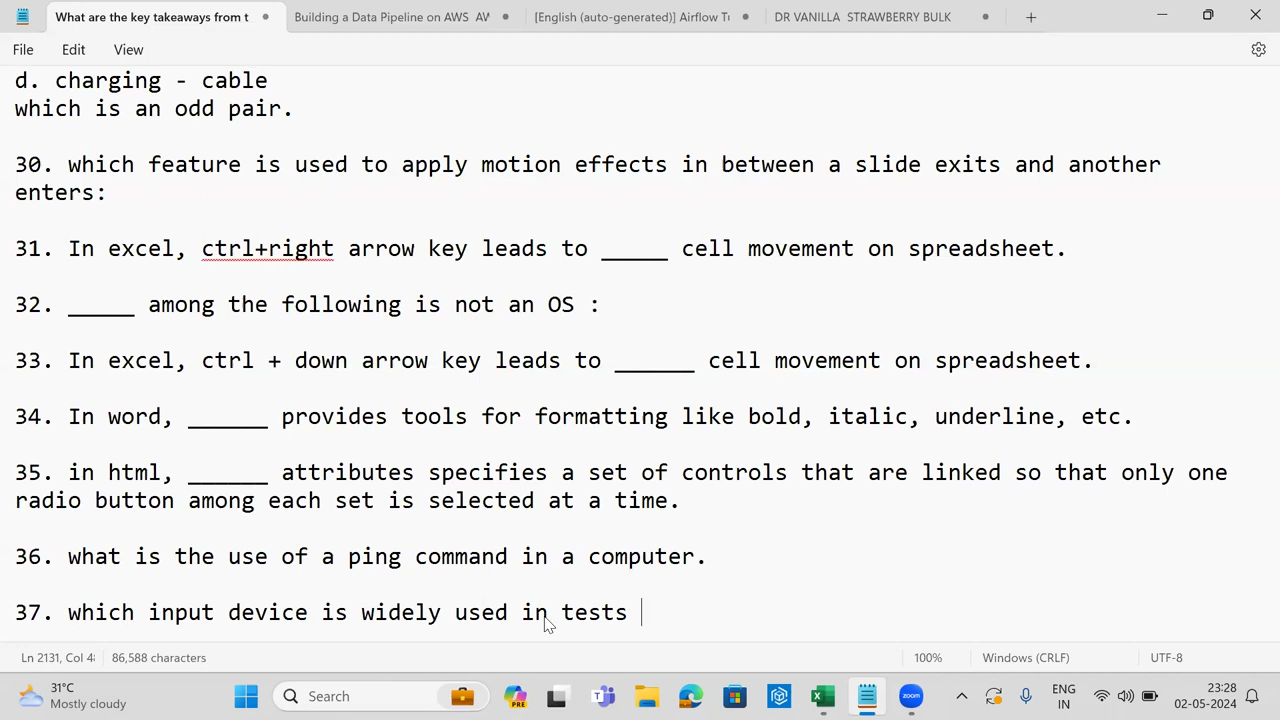 What are the key takeaways from t
Building a Data Pipeline on AWS AV
[English (auto-generated)] Airflow Tu
DR VANILLA STRAWBERRY BULK
File Edit View
d. charging - cable
which is an odd pair.
30. which feature is used to apply motion effects in between a slide exits and another
enters:
31. In excel, ctrl+right arrow key leads to _____ cell movement on spreadsheet.
32. _____ among the following is not an OS :
33. In excel, ctrl + down arrow key leads to ______ cell movement on spreadsheet.
34. In word, ______ provides tools for formatting like bold, italic, underline, etc.
35. in html, ______ attributes specifies a set of controls that are linked so that only one
radio button among each set is selected at a time.
36. what is the use of a ping command in a computer.
37. which input device is widely used in tests
Ln 2131, Col 4
86,588 characters
100%
Windows (CRLF)
UTF-8
31°C
Mostly cloudy
Search
PRE
zoom
ENG
IN
23:28
02-05-2024